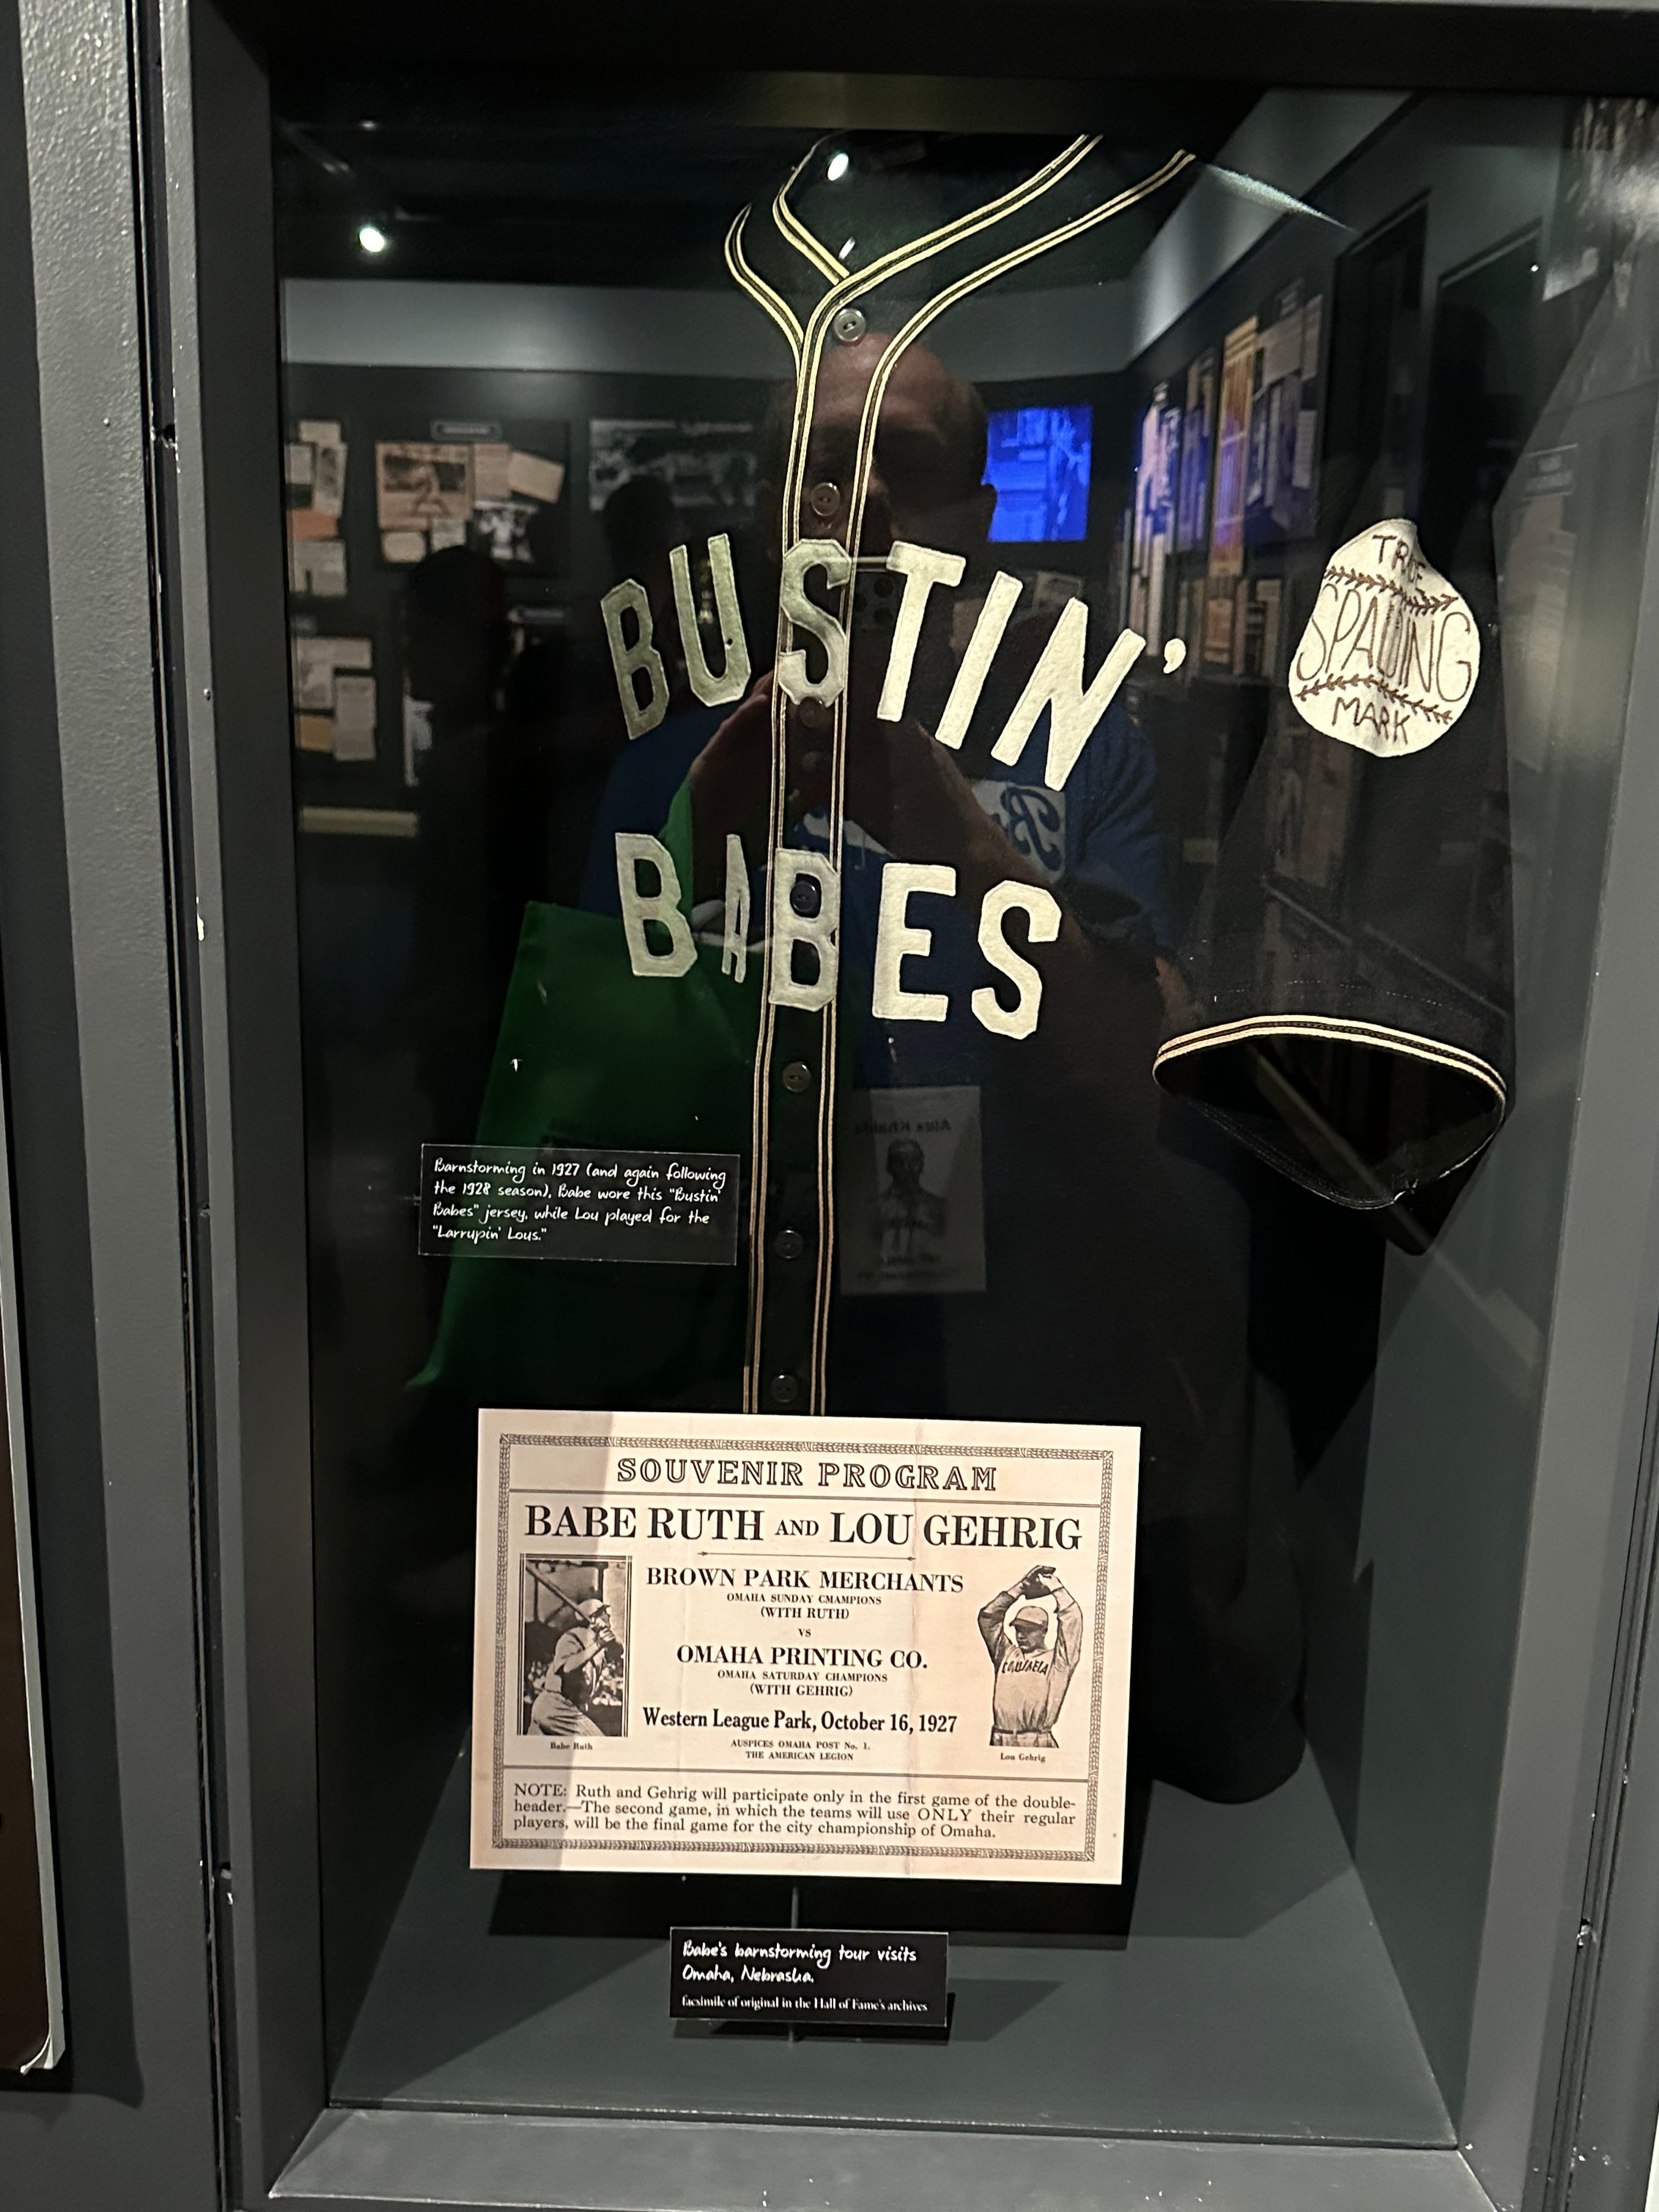 BUSTIN'
BABES
TRADE
SPALDING
MARK
Barnstorming in 1927 (and again following
the 1928 season), Babe wore this "Bustin'
Babes" jersey, while Lou played for the
"Larrupin' Lous."
SOUVENIR PROGRAM
BABE RUTH AND LOU GEHRIG
BROWN PARK MERCHANTS
OMAHA SUNDAY CMAMPIONS
(WITH RUTH)
VS
OMAHA PRINTING CO.
OMAHA SATURDAY CHAMPIONS
(WITH GEHRIG)
Western League Park, October 16, 1927
AUSPICES OMAHA POST No. 1,
THE AMERICAN LEGION
COLUMBIA
Babe Ruth
Lou Gehrig
NOTE: Ruth and Gehrig will participate only in the first game of the double-
header.—The second game, in which the teams will use ONLY their regular
players, will be the final game for the city championship of Omaha.
Babe's barnstorming tour visits
Omaha, Nebraska.
facsimile of original in the Hall of Fame's archives